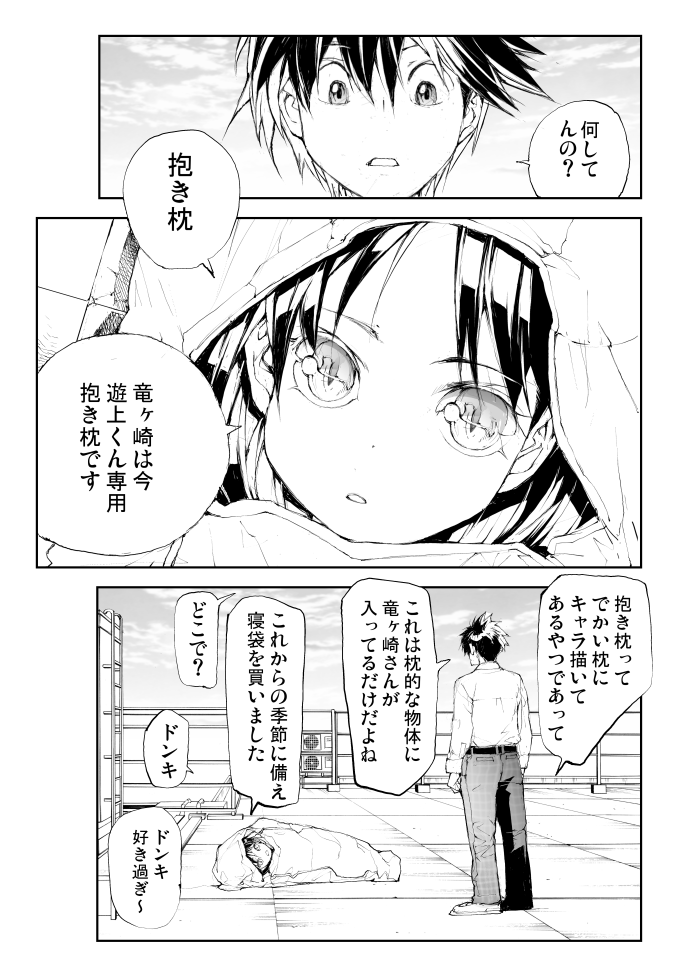 何して
んの？
抱き枕
竜ヶ崎は今
遊上くん専用
抱き枕です
抱き枕って
でかい枕に
キャラ描いて
あるやつであって
これは枕的な物体に
竜ヶ崎さんが
入ってるだけだよね
これからの季節に備え
寝袋を買いました
どこで？
ドンキ
ドンキ
好き過ぎ～